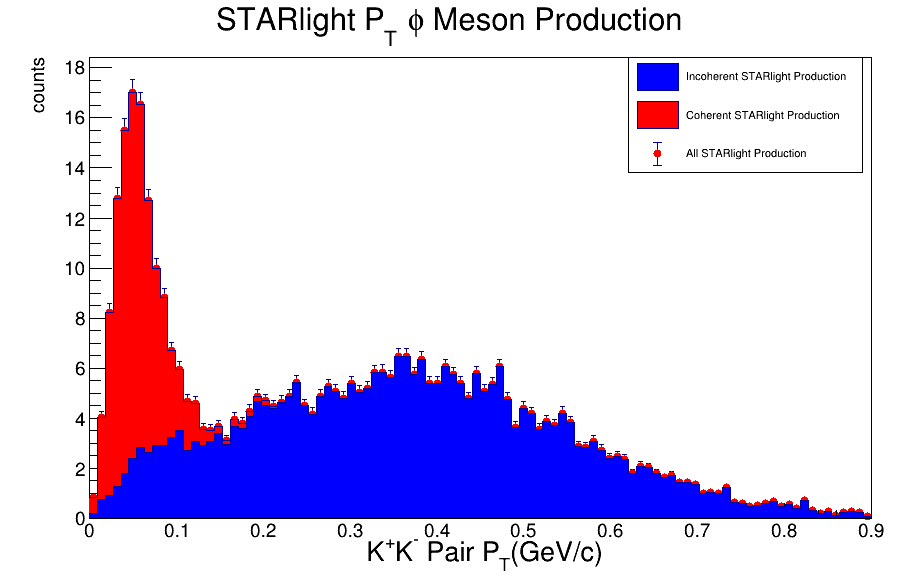 STARlight P_T ϕ Meson Production
counts
Incoherent STARlight Production
Coherent STARlight Production
All STARlight Production
18
16
14
12
10
8
6
4
2
0
0 0.1 0.2 0.3 0.4 0.5 0.6 0.7 0.8 0.9
K⁺K⁻ Pair P_T(GeV/c)